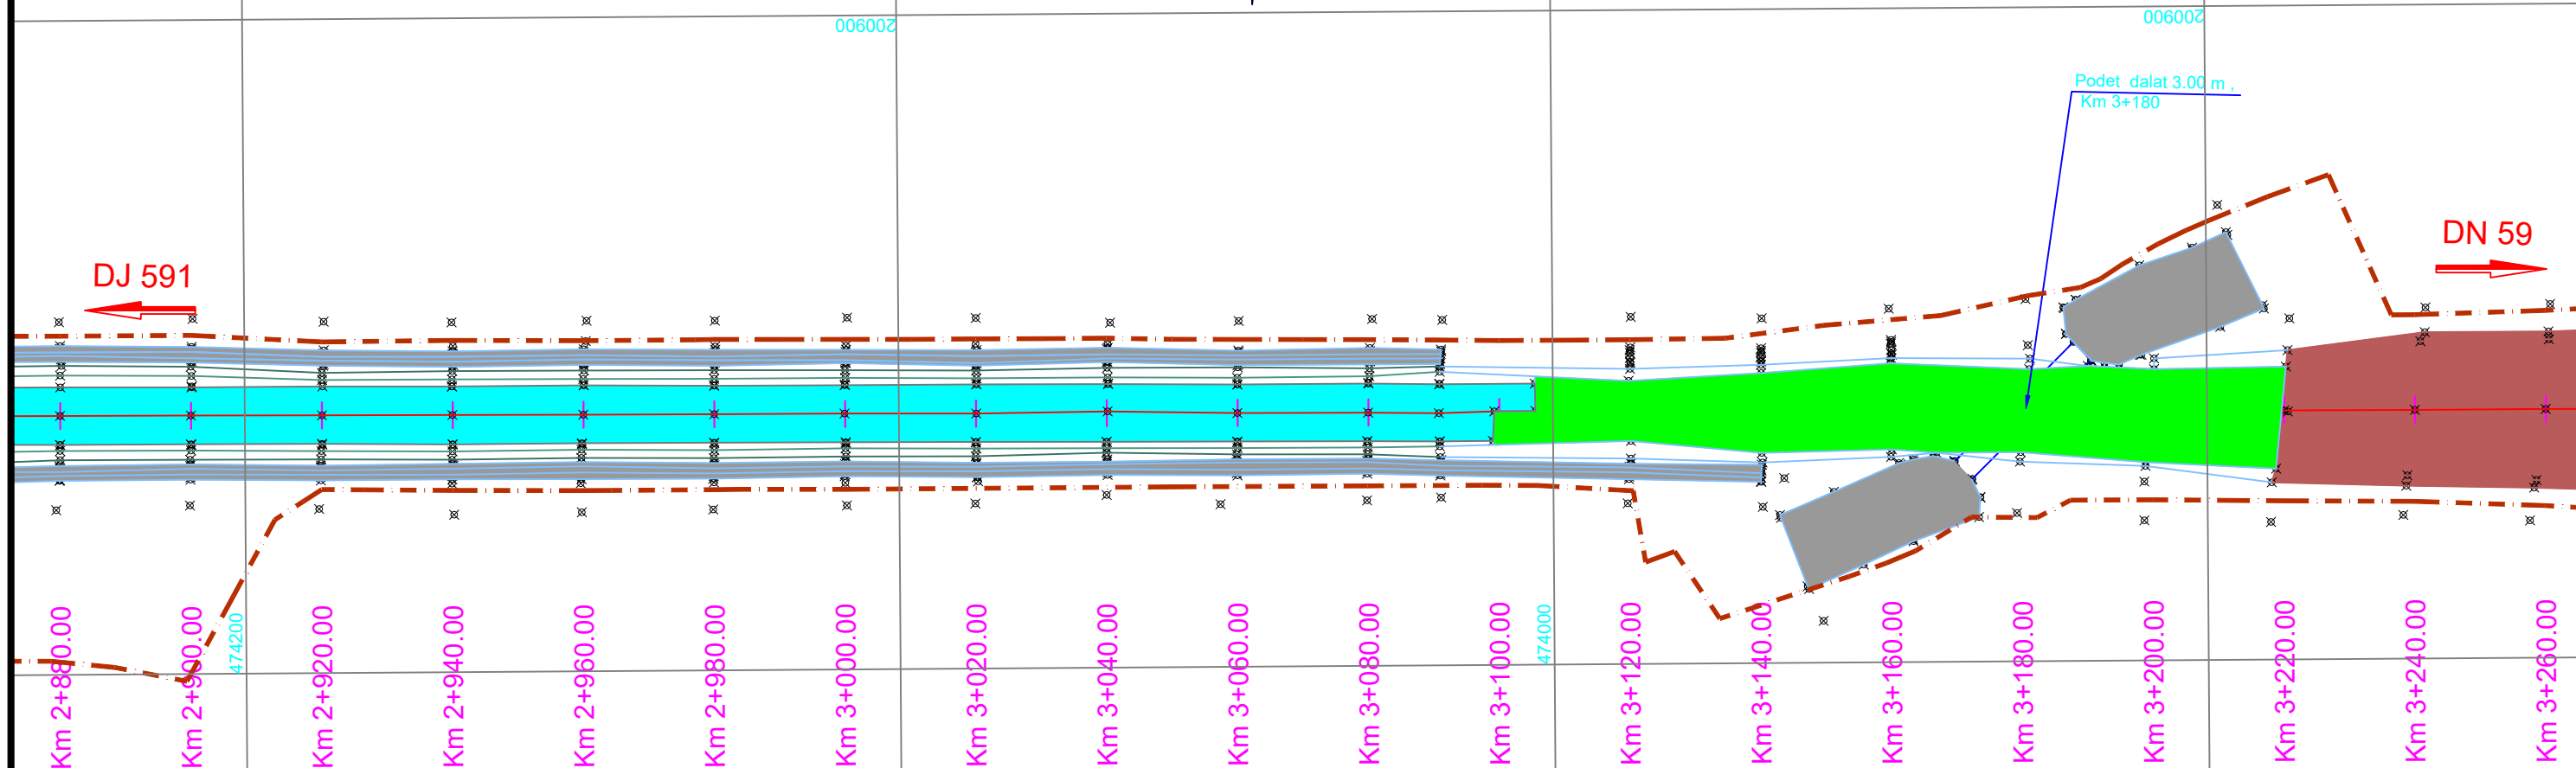 200900
200900
Podet dalat 3.00 m ,
Km 3+180
DJ 591
DN 59
474200
474000
Km 2+880.00
Km 2+900.00
Km 2+920.00
Km 2+940.00
Km 2+960.00
Km 2+980.00
Km 3+000.00
Km 3+020.00
Km 3+040.00
Km 3+060.00
Km 3+080.00
Km 3+100.00
Km 3+120.00
Km 3+140.00
Km 3+160.00
Km 3+180.00
Km 3+200.00
Km 3+220.00
Km 3+240.00
Km 3+260.00